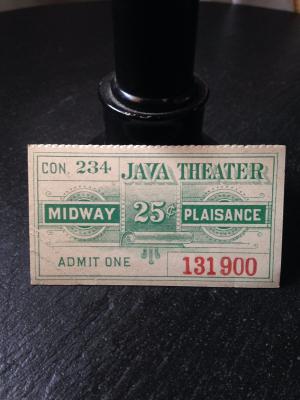 CON. 234 JAVA THEATER
MIDWAY 25¢ PLAISANCE
ADMIT ONE 131900